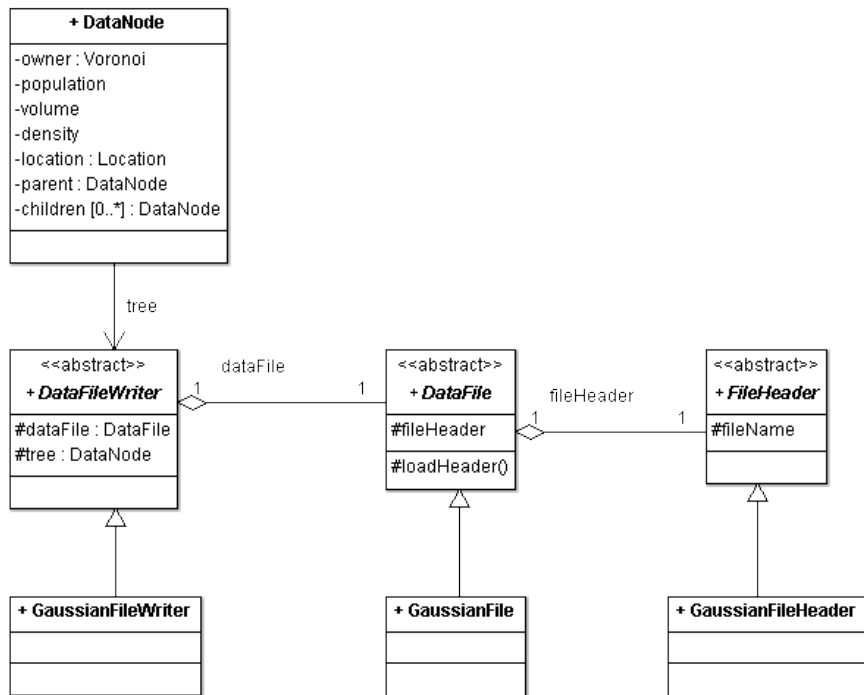 + DataNode
-owner : Voronoi
-population
-volume
-density
-location : Location
-parent : DataNode
-children [0..*] : DataNode
tree
<<abstract>>
+ DataFileWriter
#dataFile : DataFile
#tree : DataNode
1
dataFile
1
<<abstract>>
+ DataFile
#fileHeader
#loadHeader()
1
fileHeader
1
<<abstract>>
+ FileHeader
#fileName
+ GaussianFileWriter
+ GaussianFile
+ GaussianFileHeader